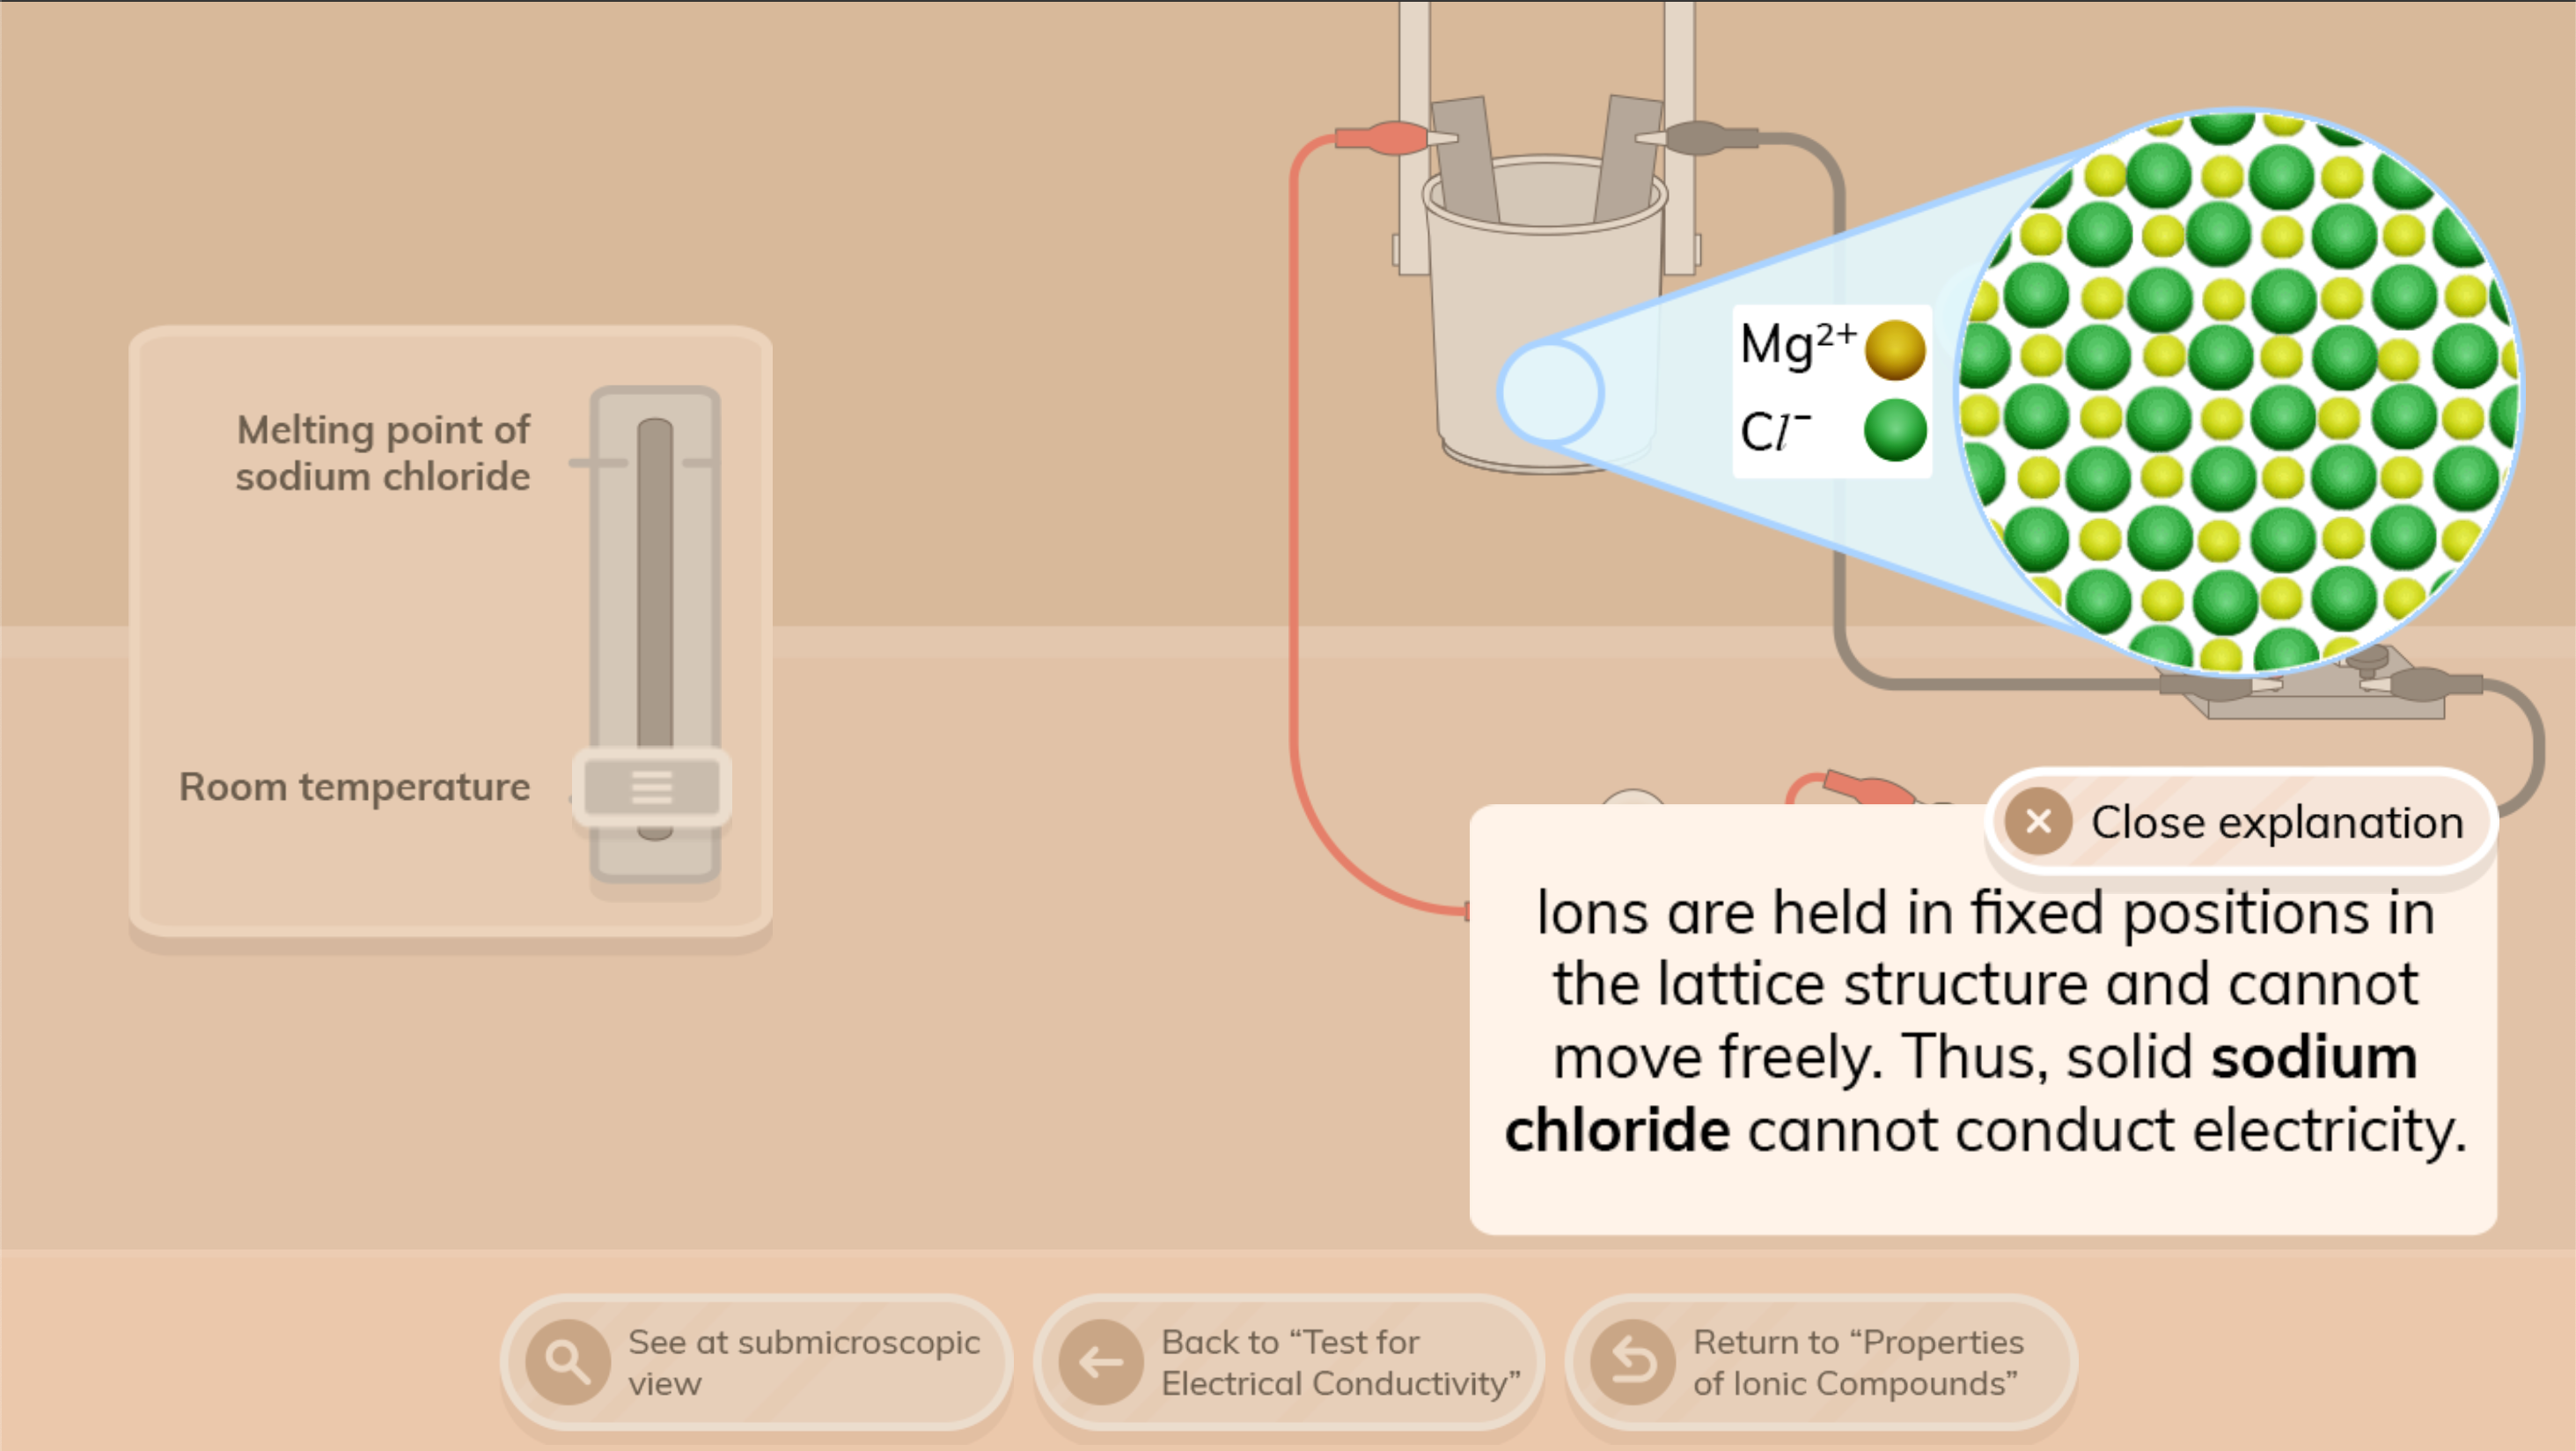 Melting point of
sodium chloride
Room temperature
Mg²⁺
Cl⁻
Close explanation
Ions are held in fixed positions in
the lattice structure and cannot
move freely. Thus, solid sodium
chloride cannot conduct electricity.
See at submicroscopic
view
Back to “Test for
Electrical Conductivity”
Return to “Properties
of Ionic Compounds”